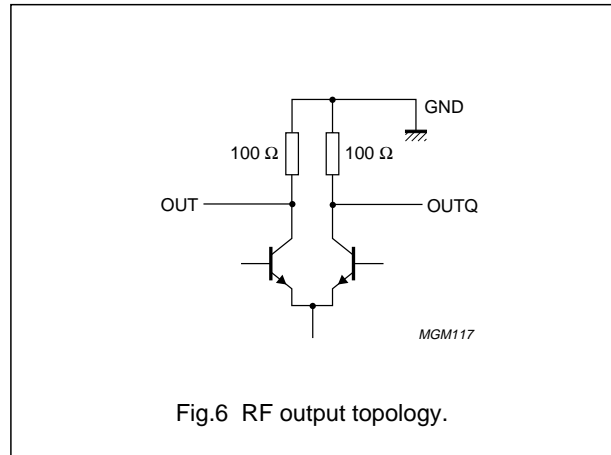 GND
100 Ω 100 Ω
OUT OUTQ
MGM117
Fig.6 RF output topology.